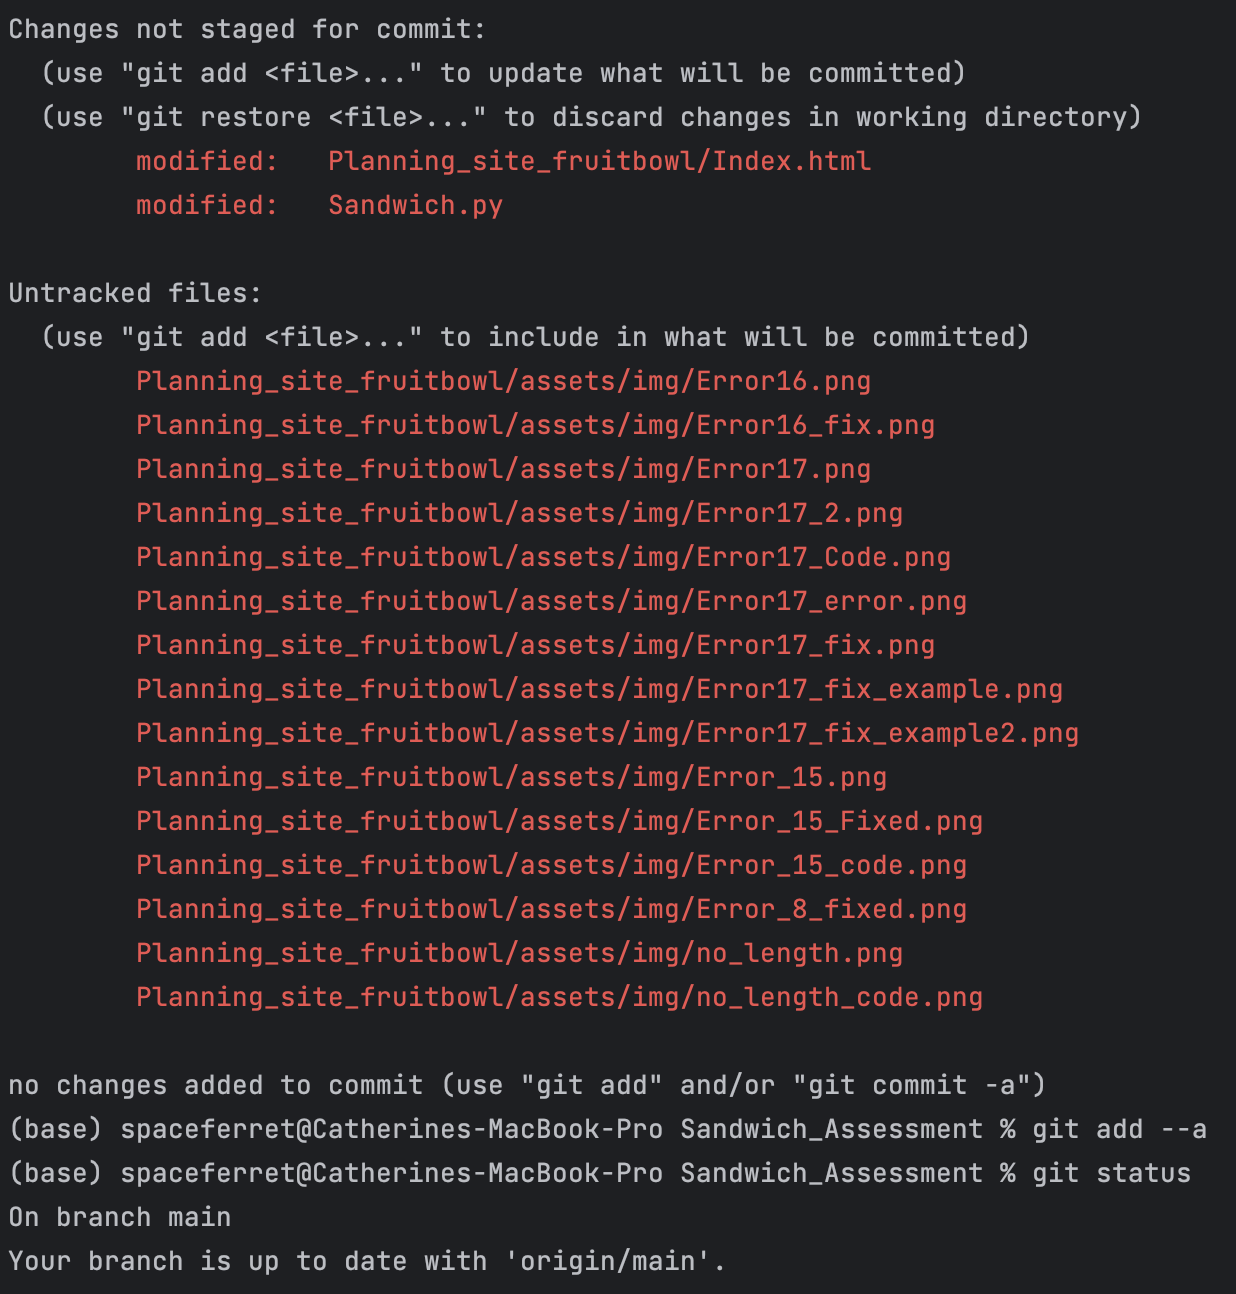 Changes not staged for commit:
  (use "git add <file>..." to update what will be committed)
  (use "git restore <file>..." to discard changes in working directory)
        modified:   Planning_site_fruitbowl/Index.html
        modified:   Sandwich.py

Untracked files:
  (use "git add <file>..." to include in what will be committed)
        Planning_site_fruitbowl/assets/img/Error16.png
        Planning_site_fruitbowl/assets/img/Error16_fix.png
        Planning_site_fruitbowl/assets/img/Error17.png
        Planning_site_fruitbowl/assets/img/Error17_2.png
        Planning_site_fruitbowl/assets/img/Error17_Code.png
        Planning_site_fruitbowl/assets/img/Error17_error.png
        Planning_site_fruitbowl/assets/img/Error17_fix.png
        Planning_site_fruitbowl/assets/img/Error17_fix_example.png
        Planning_site_fruitbowl/assets/img/Error17_fix_example2.png
        Planning_site_fruitbowl/assets/img/Error_15.png
        Planning_site_fruitbowl/assets/img/Error_15_Fixed.png
        Planning_site_fruitbowl/assets/img/Error_15_code.png
        Planning_site_fruitbowl/assets/img/Error_8_fixed.png
        Planning_site_fruitbowl/assets/img/no_length.png
        Planning_site_fruitbowl/assets/img/no_length_code.png

no changes added to commit (use "git add" and/or "git commit -a")
(base) spaceferret@Catherines-MacBook-Pro Sandwich_Assessment % git add --a
(base) spaceferret@Catherines-MacBook-Pro Sandwich_Assessment % git status
On branch main
Your branch is up to date with 'origin/main'.